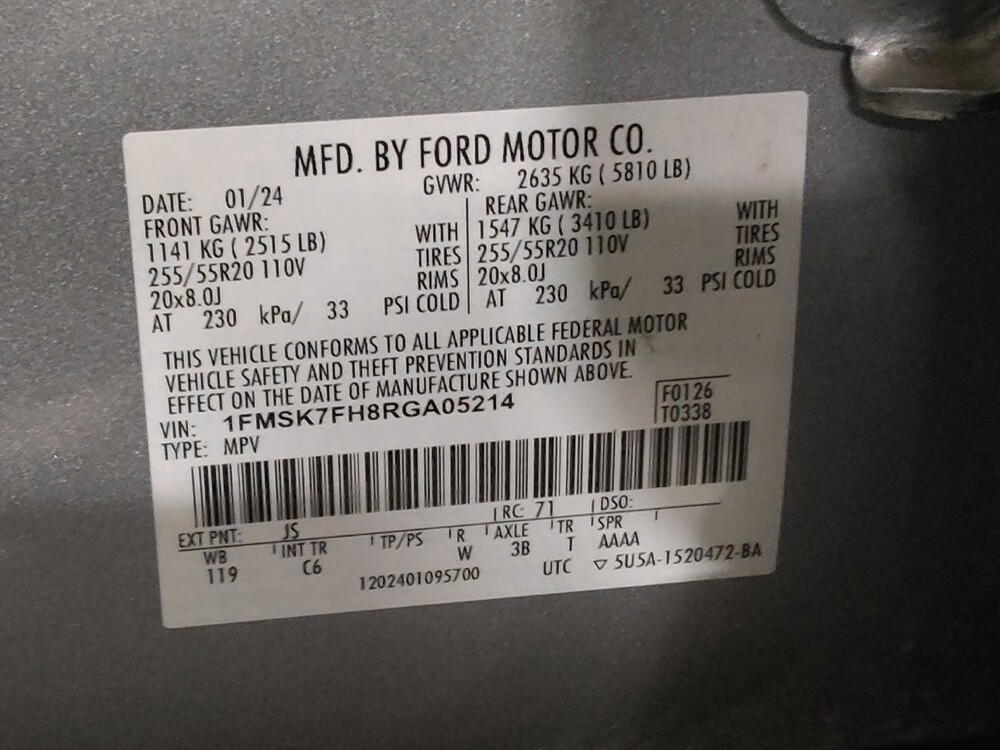 MFD. BY FORD MOTOR CO.
DATE: 01/24 GVWR: 2635 KG ( 5810 LB)
FRONT GAWR: REAR GAWR:
1141 KG ( 2515 LB) WITH 1547 KG ( 3410 LB) WITH
255/55R20 110V TIRES 255/55R20 110V TIRES
20x8.0J RIMS 20x8.0J RIMS
AT 230 kPa/ 33 PSI COLD AT 230 kPa/ 33 PSI COLD
THIS VEHICLE CONFORMS TO ALL APPLICABLE FEDERAL MOTOR
VEHICLE SAFETY AND THEFT PREVENTION STANDARDS IN
EFFECT ON THE DATE OF MANUFACTURE SHOWN ABOVE.
VIN: 1FMSK7FH8RGA05214 F0126
TYPE: MPV T0338
EXT PNT: JS RC: 71 DSO:
WB INT TR TP/PS R AXLE TR SPR
119 C6 W 3B T AAAA
1202401095700 UTC ▽ 5U5A-1520472-BA